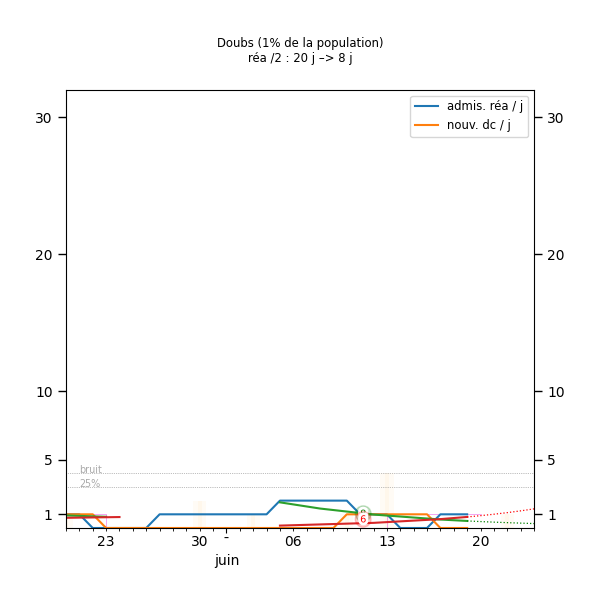 Doubs (1% de la population)
réa /2 : 20 j –> 8 j
admis. réa / j
nouv. dc / j
30 30
20 20
10 10
5 5
bruit
25%
1 1
6
23 30 - 06 13 20
juin